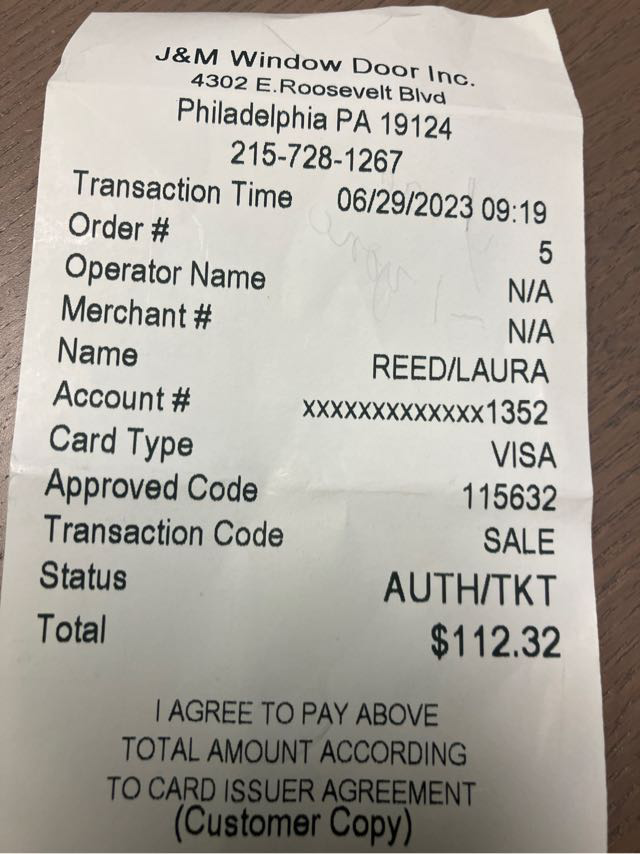 J&M Window Door Inc.
4302 E.Roosevelt Blvd
Philadelphia PA 19124
215-728-1267
Transaction Time 06/29/2023 09:19
Order # 5
Operator Name N/A
Merchant # N/A
Name REED/LAURA
Account # xxxxxxxxxxxxx1352
Card Type VISA
Approved Code 115632
Transaction Code SALE
Status AUTH/TKT
Total $112.32
I AGREE TO PAY ABOVE
TOTAL AMOUNT ACCORDING
TO CARD ISSUER AGREEMENT
(Customer Copy)